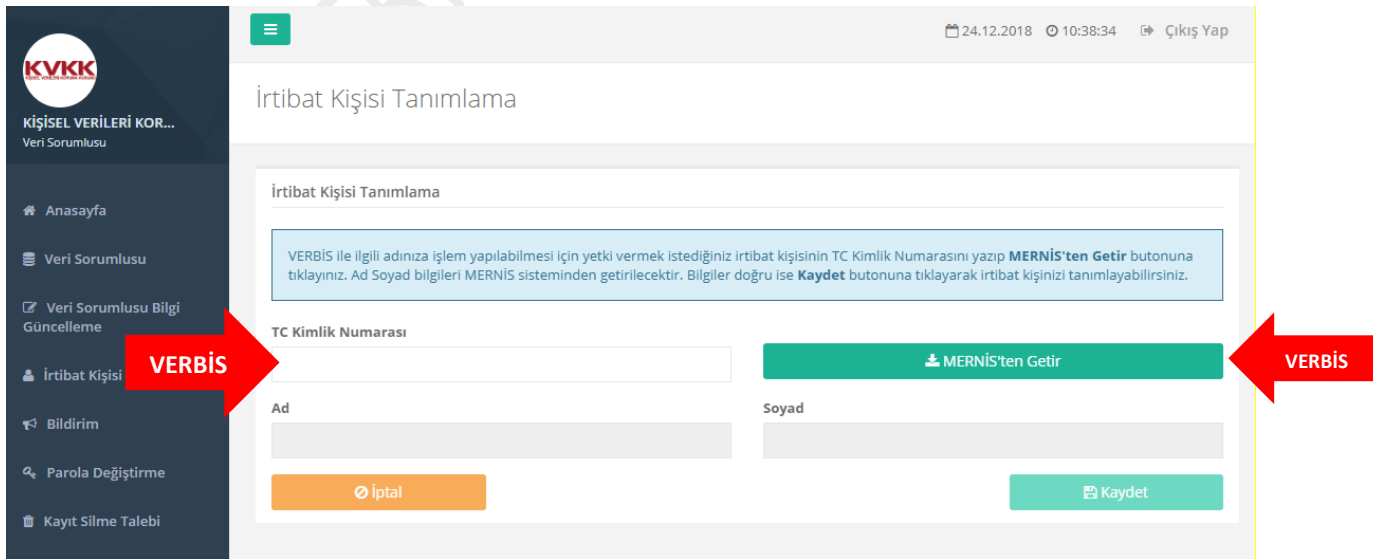 24.12.2018 10:38:34 Çıkış Yap
KVKK
KİŞİSEL VERİLERİ KOR...
Veri Sorumlusu
Anasayfa
Veri Sorumlusu
Veri Sorumlusu Bilgi
Güncelleme
İrtibat Kişisi
Bildirim
Parola Değiştirme
Kayıt Silme Talebi
İrtibat Kişisi Tanımlama
İrtibat Kişisi Tanımlama
VERBİS ile ilgili adınıza işlem yapılabilmesi için yetki vermek istediğiniz irtibat kişisinin TC Kimlik Numarasını yazıp MERNİS'ten Getir butonuna
tıklayınız. Ad Soyad bilgileri MERNİS sisteminden getirilecektir. Bilgiler doğru ise Kaydet butonuna tıklayarak irtibat kişinizi tanımlayabilirsiniz.
TC Kimlik Numarası
VERBİS
MERNİS'ten Getir
VERBİS
Ad
Soyad
İptal
Kaydet